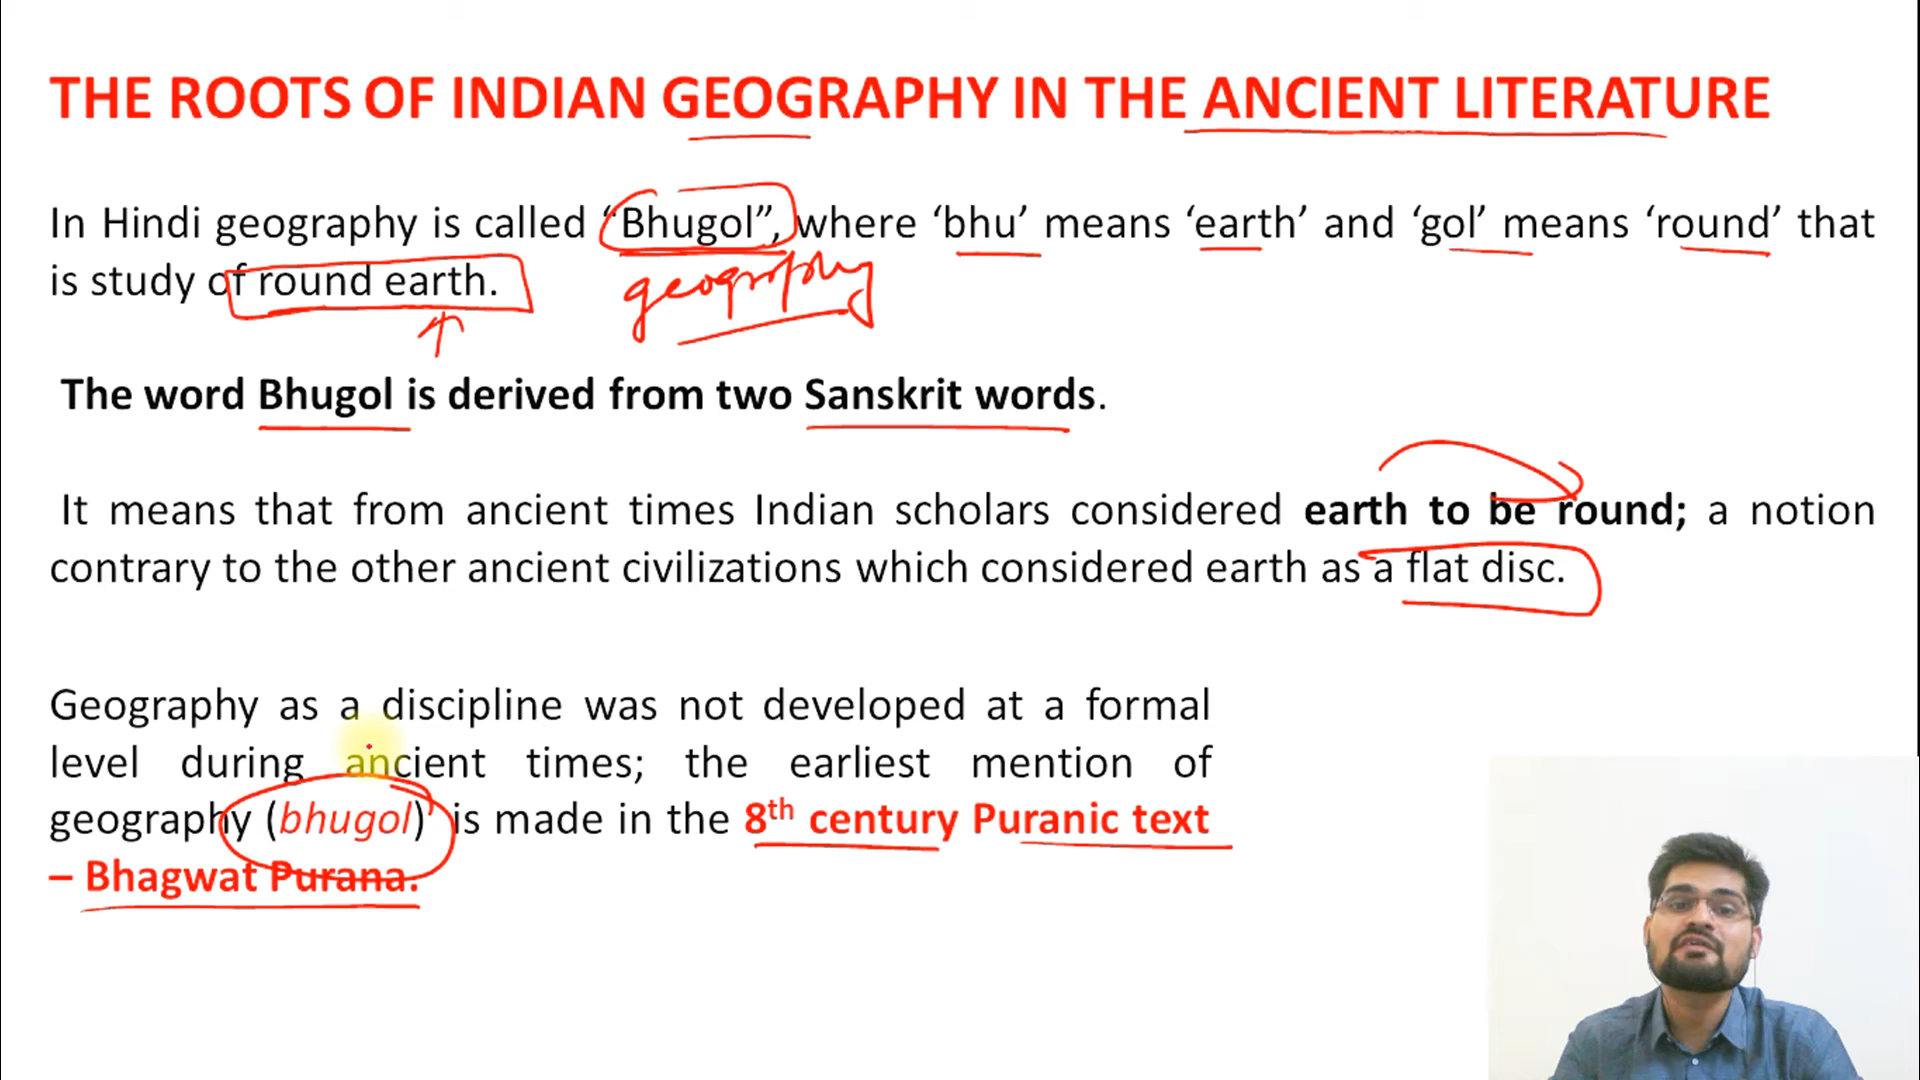 THE ROOTS OF INDIAN GEOGRAPHY IN THE ANCIENT LITERATURE
In Hindi geography is called “Bhugol”, where ‘bhu’ means ‘earth’ and ‘gol’ means ‘round’ that
is study of round earth.
geography
The word Bhugol is derived from two Sanskrit words.
It means that from ancient times Indian scholars considered earth to be round; a notion
contrary to the other ancient civilizations which considered earth as a flat disc.
Geography as a discipline was not developed at a formal
level during ancient times; the earliest mention of
geography (bhugol) is made in the 8th century Puranic text
– Bhagwat Purana.